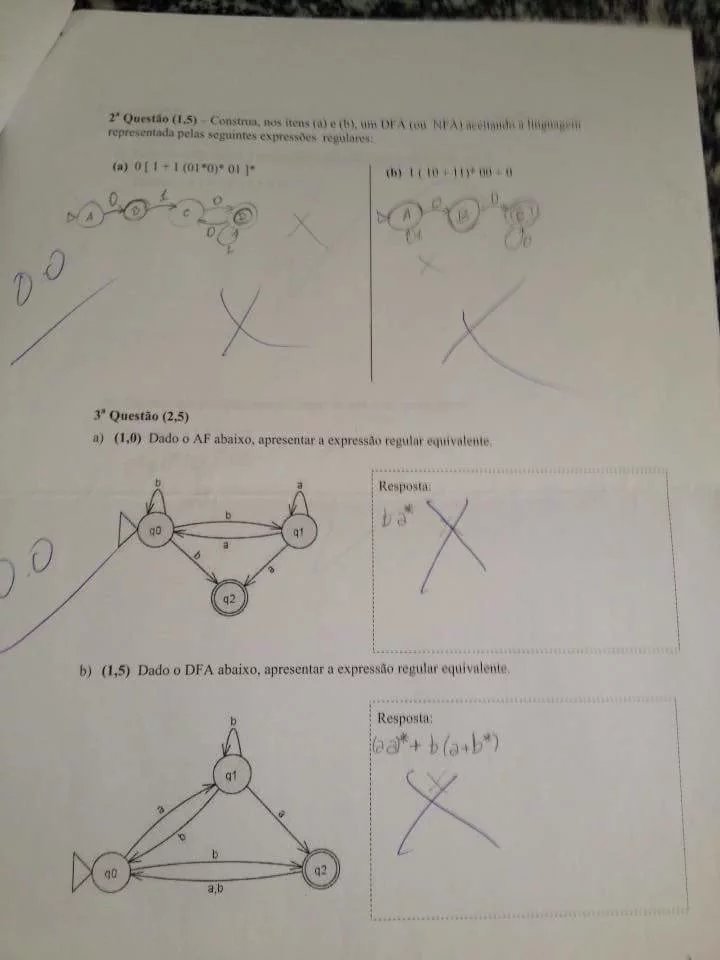 2ª Questão (1,5) – Construa, nos itens (a) e (b), um DFA (ou NFA) aceitando a linguagem
representada pelas seguintes expressões regulares:
(a) 0 [ 1 + 1 (01*0)* 01 ]*
(b) 1 ( 10 + 11)* 00 + 0
A 0 1 C 0 0 1
A 0 B 0 0
0 0
3ª Questão (2,5)
a) (1,0) Dado o AF abaixo, apresentar a expressão regular equivalente.
b
a
q0
b
a
q1
b
a
q2
Resposta:
ba*
0.0
b) (1,5) Dado o DFA abaixo, apresentar a expressão regular equivalente.
b
q1
a
b
a
q0
b
a,b
q2
Resposta:
(aa*+ b(a+b*)